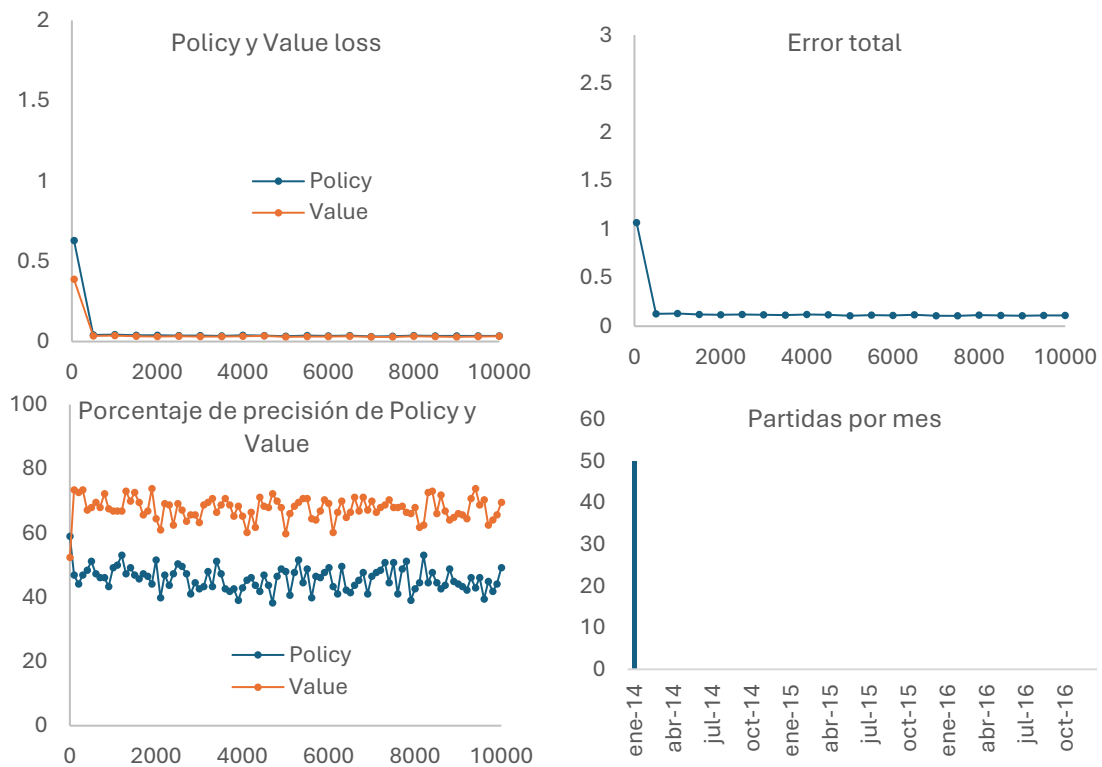 Policy y Value loss
2
1.5
1
0.5
0
Policy
Value
0 2000 4000 6000 8000 10000
Error total
3
2.5
2
1.5
1
0.5
0
0 2000 4000 6000 8000 10000
Porcentaje de precisión de Policy y
Value
100
80
60
40
20
0
Policy
Value
0 2000 4000 6000 8000 10000
Partidas por mes
60
50
40
30
20
10
0
ene-14
abr-14
jul-14
oct-14
ene-15
abr-15
jul-15
oct-15
ene-16
abr-16
jul-16
oct-16